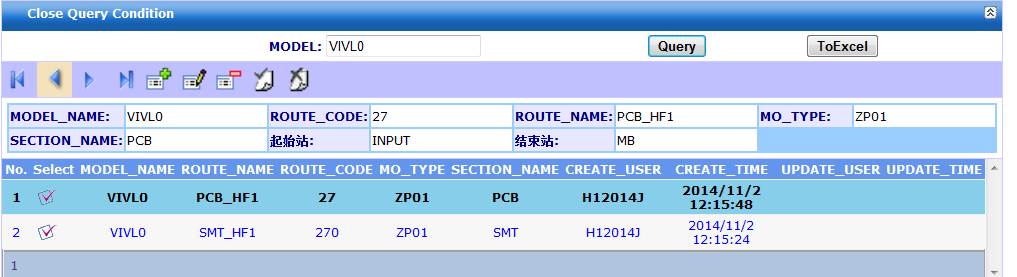 Close Query Condition
MODEL: VIVL0 Query ToExcel
MODEL_NAME: VIVL0 ROUTE_CODE: 27 ROUTE_NAME: PCB_HF1 MO_TYPE: ZP01
SECTION_NAME: PCB 起始站: INPUT 结束站: MB
No. Select MODEL_NAME ROUTE_NAME ROUTE_CODE MO_TYPE SECTION_NAME CREATE_USER CREATE_TIME UPDATE_USER UPDATE_TIME
1 VIVL0 PCB_HF1 27 ZP01 PCB H12014J 2014/11/2 12:15:48
2 VIVL0 SMT_HF1 270 ZP01 SMT H12014J 2014/11/2 12:15:24
1